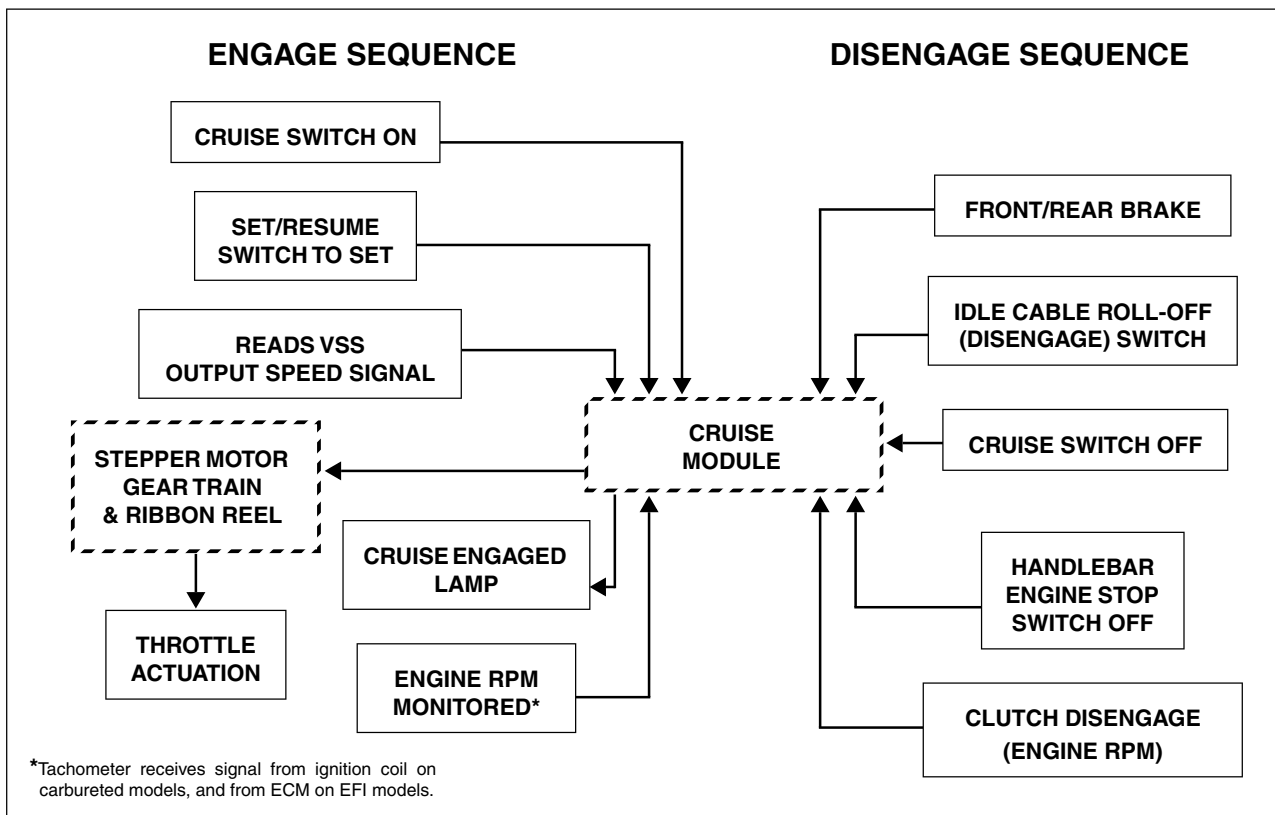 ENGAGE SEQUENCE
DISENGAGE SEQUENCE
CRUISE SWITCH ON
SET/RESUME
SWITCH TO SET
READS VSS
OUTPUT SPEED SIGNAL
STEPPER MOTOR
GEAR TRAIN
& RIBBON REEL
THROTTLE
ACTUATION
CRUISE ENGAGED
LAMP
ENGINE RPM
MONITORED*
CRUISE
MODULE
FRONT/REAR BRAKE
IDLE CABLE ROLL-OFF
(DISENGAGE) SWITCH
CRUISE SWITCH OFF
HANDLEBAR
ENGINE STOP
SWITCH OFF
CLUTCH DISENGAGE
(ENGINE RPM)
*Tachometer receives signal from ignition coil on
carbureted models, and from ECM on EFI models.